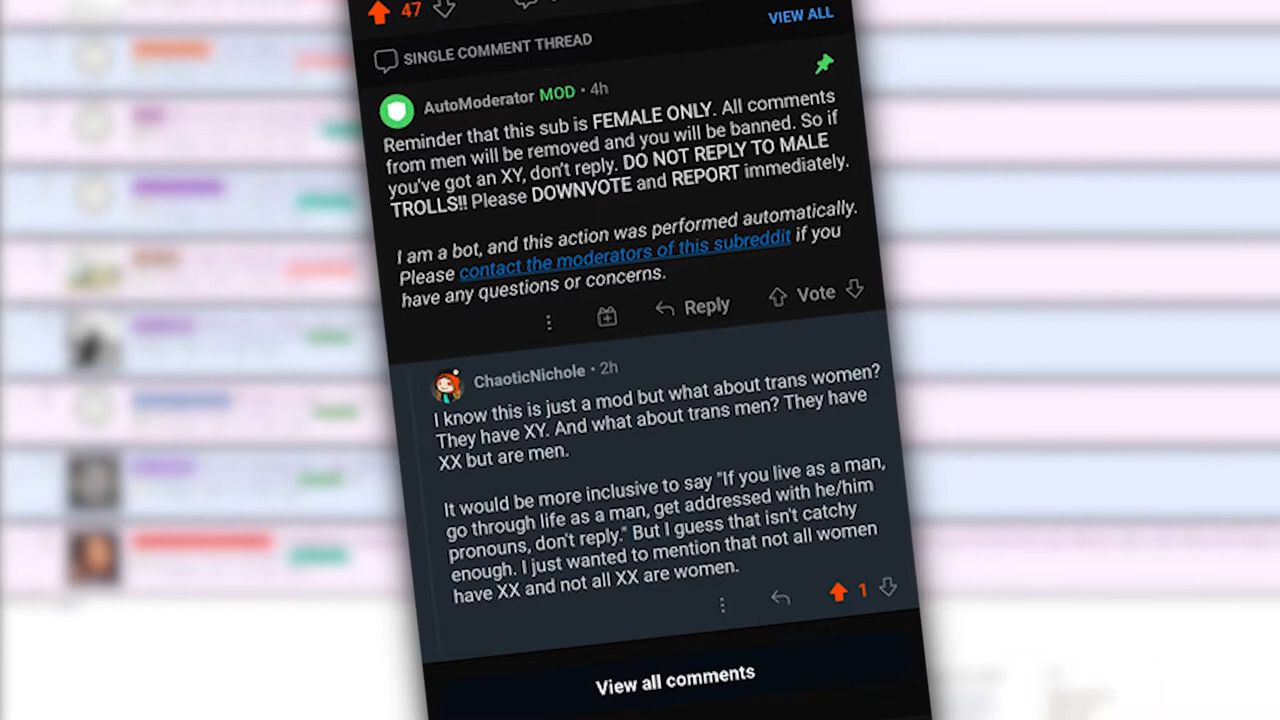 47
VIEW ALL
SINGLE COMMENT THREAD
AutoModerator MOD • 4h
Reminder that this sub is FEMALE ONLY. All comments
from men will be removed and you will be banned. So if
you've got an XY, don't reply. DO NOT REPLY TO MALE
TROLLS!! Please DOWNVOTE and REPORT immediately.
I am a bot, and this action was performed automatically.
Please contact the moderators of this subreddit if you
have any questions or concerns.
Reply Vote
ChaoticNichole • 2h
I know this is just a mod but what about trans women?
They have XY. And what about trans men? They have
XX but are men.
It would be more inclusive to say "If you live as a man,
go through life as a man, get addressed with he/him
pronouns, don't reply." But I guess that isn't catchy
enough. I just wanted to mention that not all women
have XX and not all XX are women.
1
View all comments